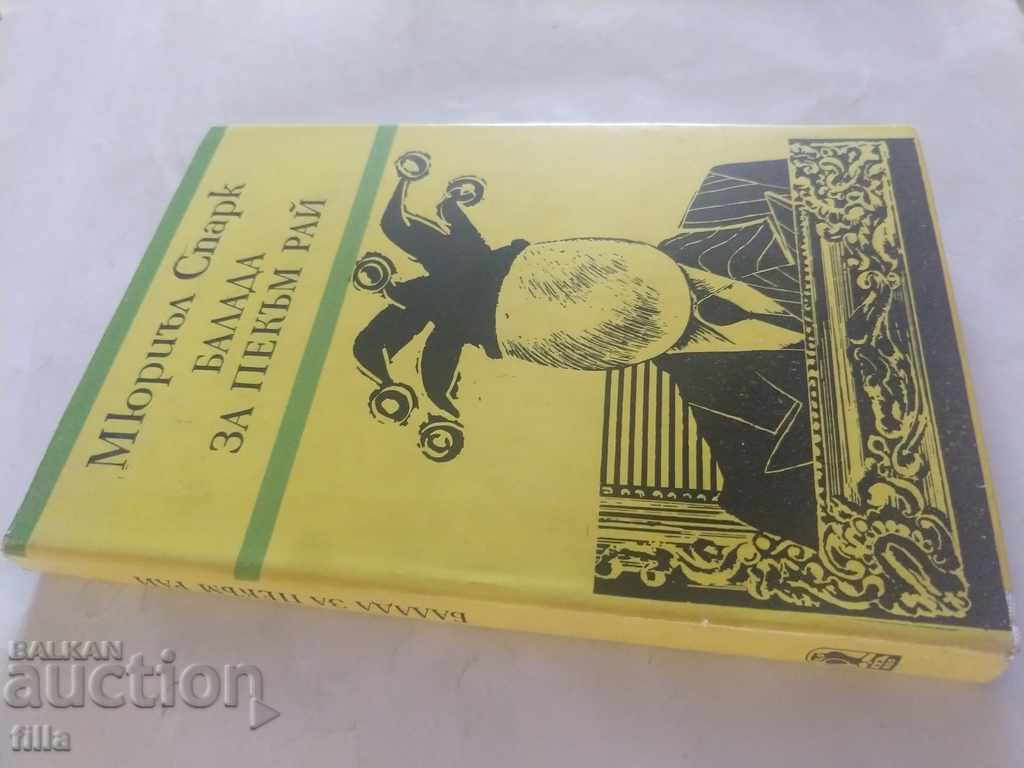 Мюриъл Спарк
БАЛАДА
ЗА ПЕКЪМ РАЙ
БАЛАДА ЗА ПЕКЪМ РАЙ
BALKAN
auction
filla